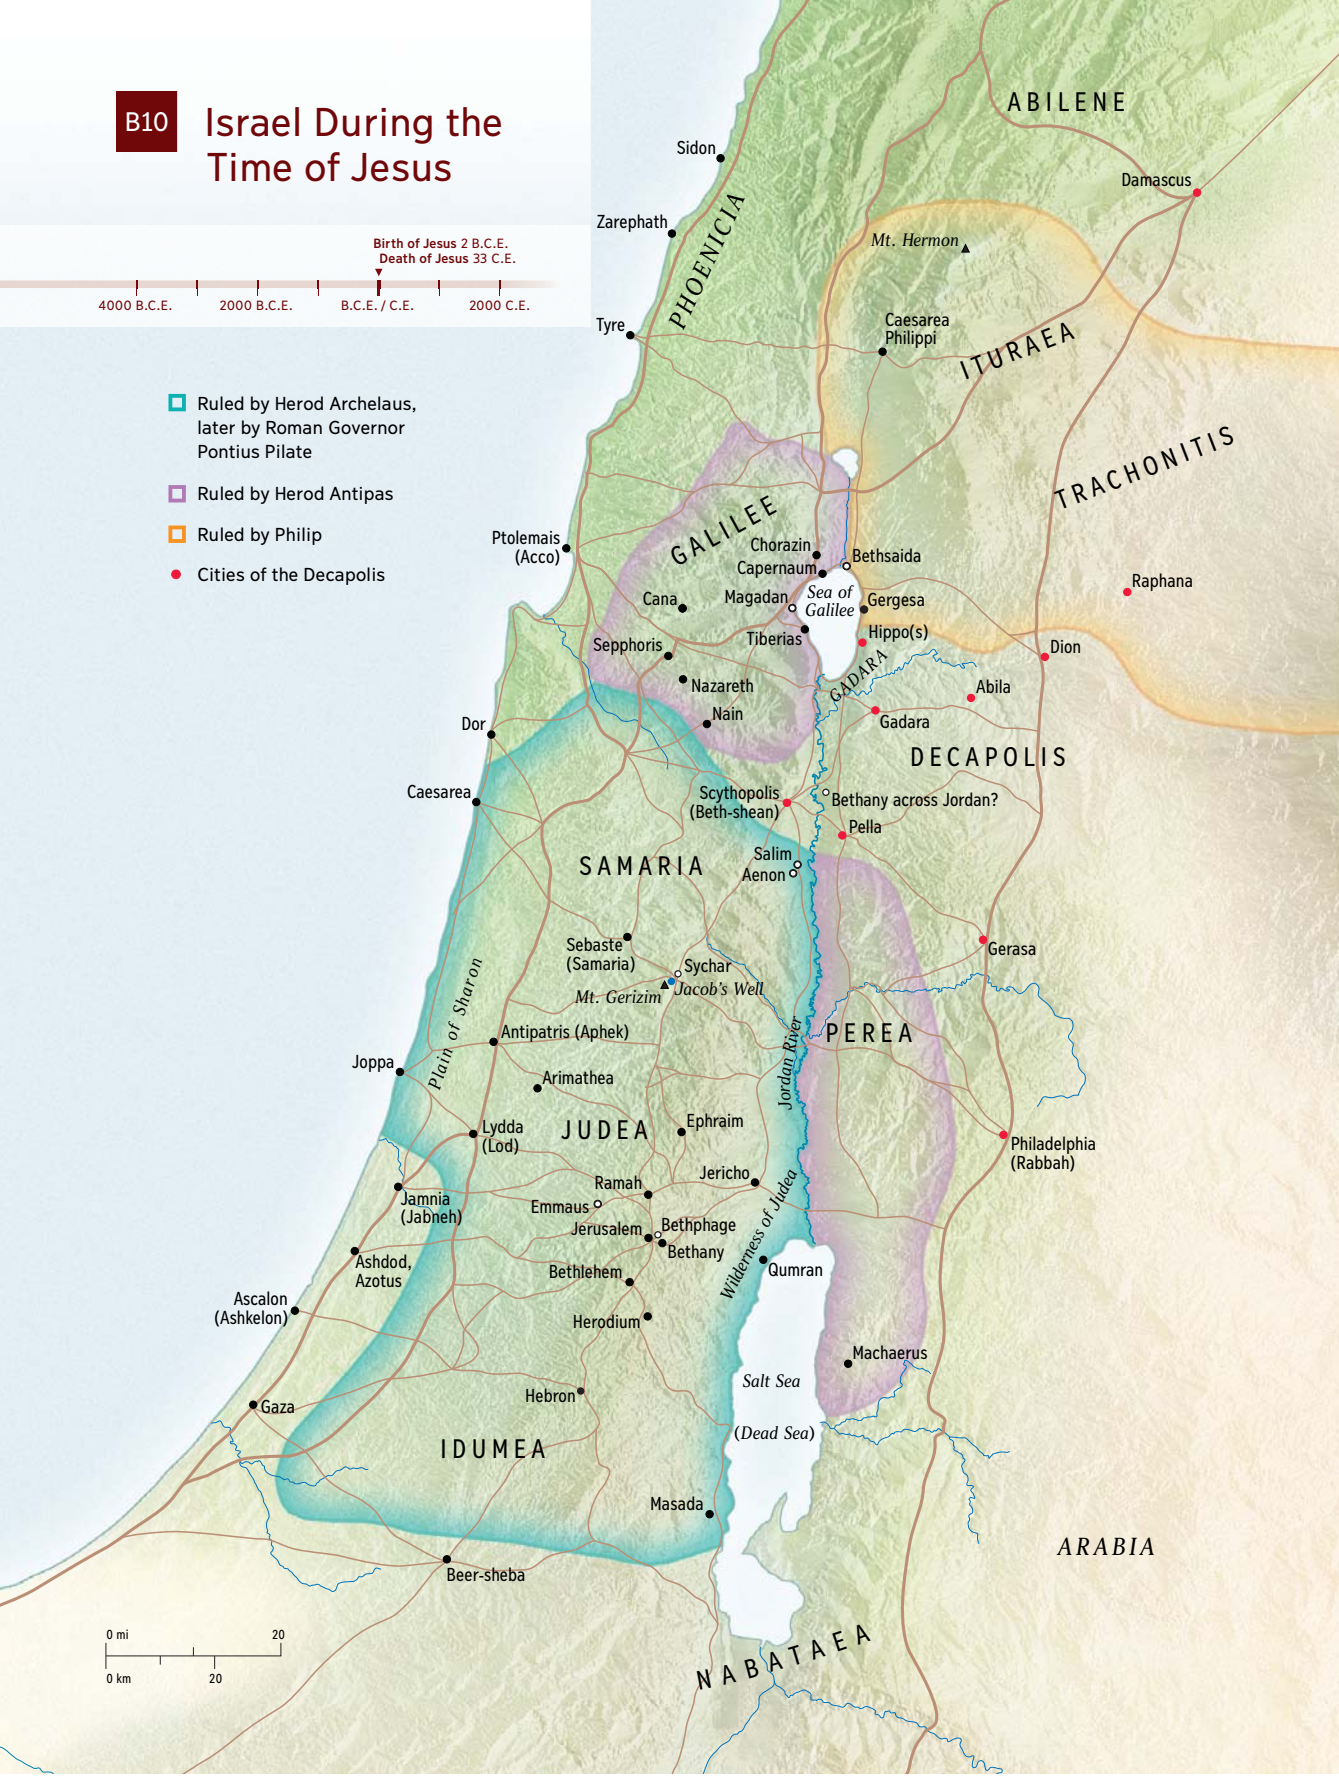 B10
Israel During the
Time of Jesus
Birth of Jesus 2 B.C.E.
Death of Jesus 33 C.E.
4000 B.C.E.
2000 B.C.E.
B.C.E. / C.E.
2000 C.E.
Ruled by Herod Archelaus,
later by Roman Governor
Pontius Pilate
Ruled by Herod Antipas
Ruled by Philip
Cities of the Decapolis
ABILENE
Sidon
Damascus
Zarephath
PHOENICIA
Mt. Hermon
Tyre
Caesarea
Philippi
ITURAEA
TRACHONITIS
GALILEE
Ptolemais
(Acco)
Chorazin
Capernaum
Bethsaida
Raphana
Cana
Magadan
Sea of
Galilee
Gergesa
Tiberias
Hippo(s)
Sepphoris
Dion
GADARA
Nazareth
Abila
Nain
Gadara
Dor
DECAPOLIS
Caesarea
Scythopolis
(Beth-shean)
Bethany across Jordan?
Pella
SAMARIA
Salim
Aenon
Sebaste
(Samaria)
Gerasa
Sychar
Jacob's Well
Mt. Gerizim
Plain of Sharon
Antipatris (Aphek)
PEREA
Jordan River
Joppa
Arimathea
JUDEA
Ephraim
Lydda
(Lod)
Philadelphia
(Rabbah)
Jericho
Ramah
Jamnia
(Jabneh)
Emmaus
Wilderness of Judea
Jerusalem
Bethphage
Bethany
Ashdod,
Azotus
Bethlehem
Qumran
Ascalon
(Ashkelon)
Herodium
Machaerus
Salt Sea
(Dead Sea)
Hebron
Gaza
IDUMEA
Masada
ARABIA
Beer-sheba
NABATAEA
0 mi
20
0 km
20